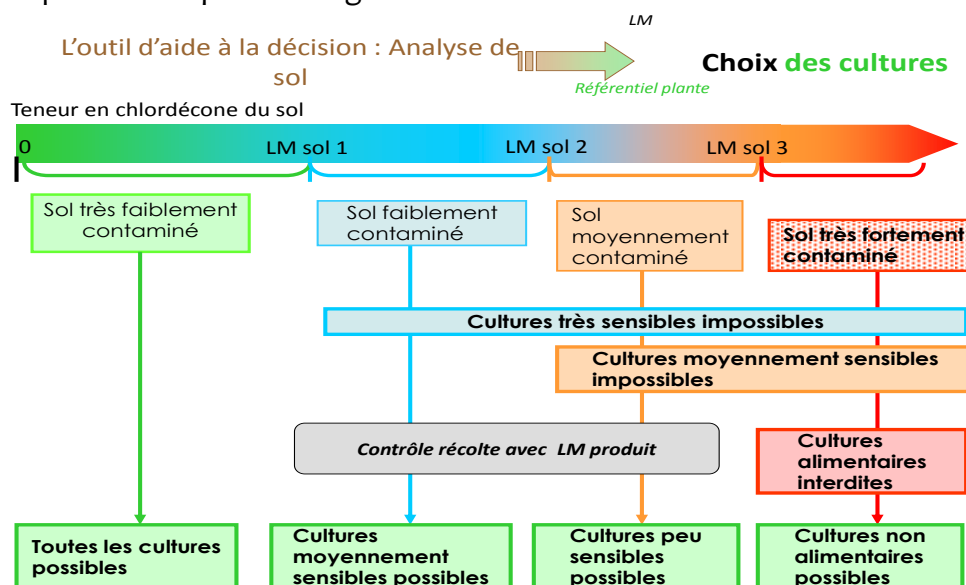 LM
L'outil d'aide à la décision : Analyse de
sol
Référentiel plante
Choix des cultures
Teneur en chlordécone du sol
0 LM sol 1 LM sol 2 LM sol 3
Sol très faiblement
contaminé
Sol faiblement
contaminé
Sol
moyennement
contaminé
Sol très fortement
contaminé
Cultures très sensibles impossibles
Cultures moyennement sensibles
impossibles
Contrôle récolte avec LM produit
Cultures
alimentaires
interdites
Toutes les cultures
possibles
Cultures
moyennement
sensibles possibles
Cultures peu
sensibles
possibles
Cultures non
alimentaires
possibles